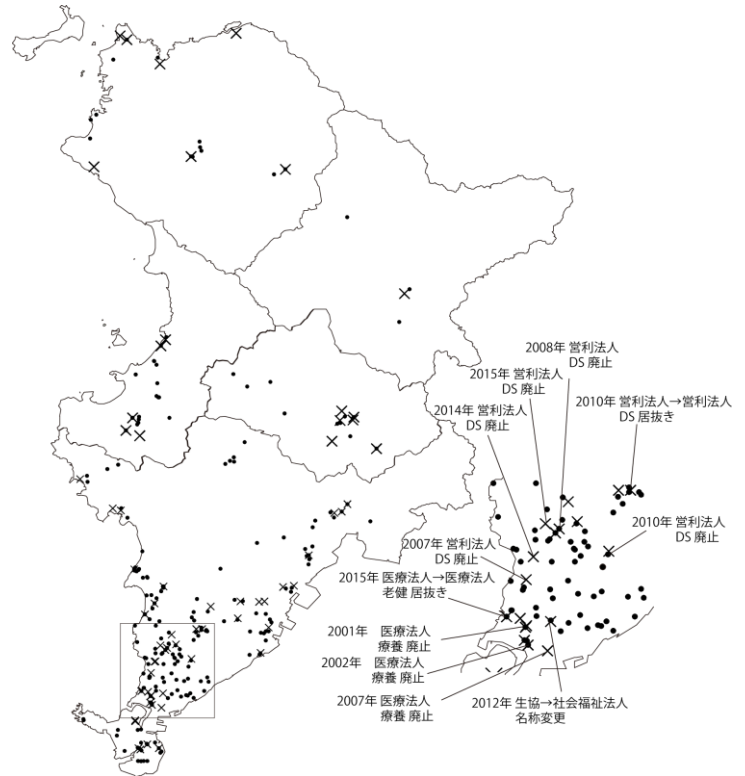 2008年 営利法人
DS 廃止
2015年 営利法人
DS 廃止
2010年 営利法人→営利法人
DS 居抜き
2014年 営利法人
DS 廃止
2010年 営利法人
DS 廃止
2007年 営利法人
DS 廃止
2015年 医療法人→医療法人
老健 居抜き
2001年 医療法人
療養 廃止
2002年 医療法人
療養 廃止
2007年 医療法人
療養 廃止
2012年 生協→社会福祉法人
名称変更